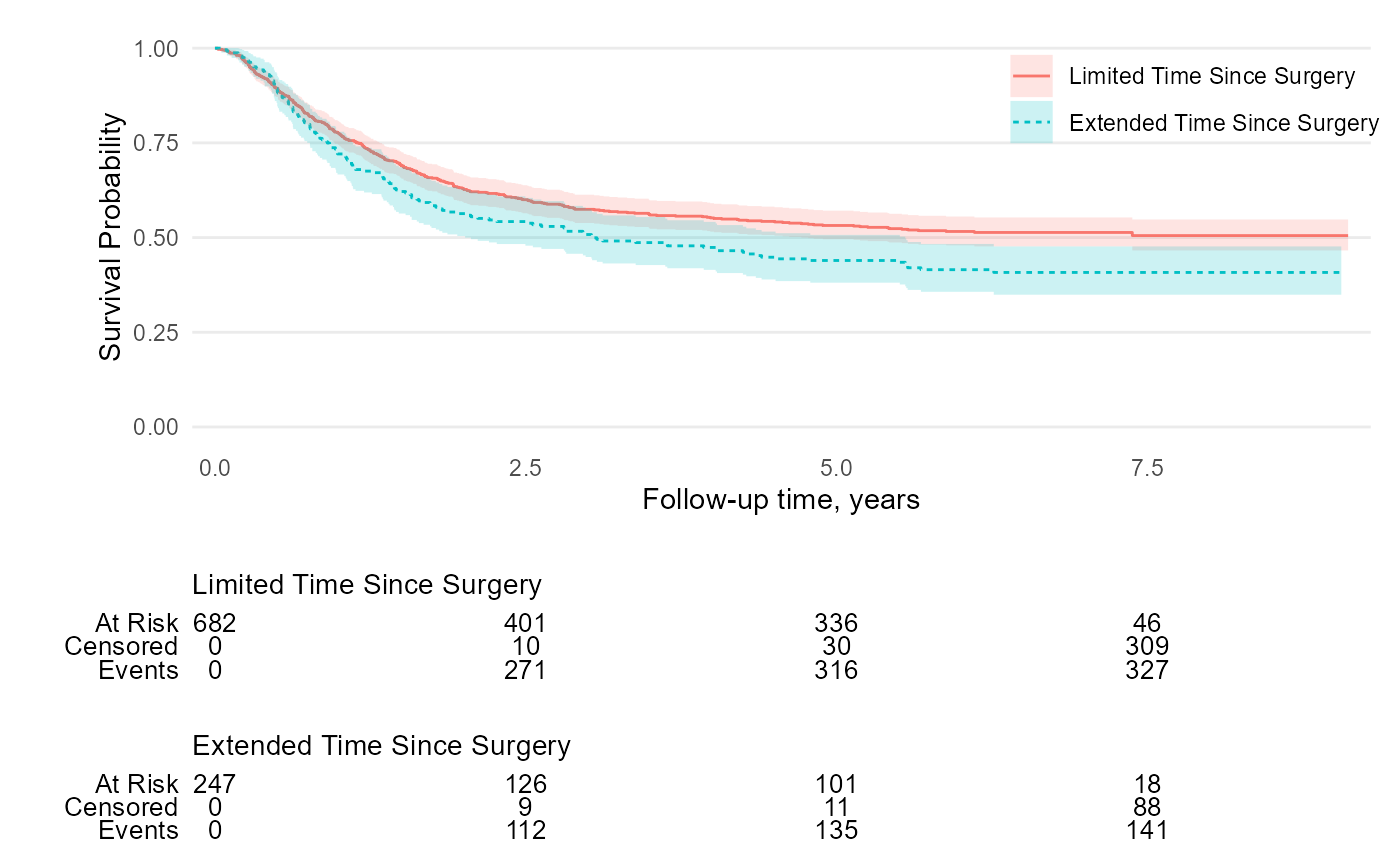 1.00
0.75
0.50
0.25
0.00
Survival Probability
Limited Time Since Surgery
Extended Time Since Surgery
0.0 2.5 5.0 7.5
Follow-up time, years
Limited Time Since Surgery
At Risk 682 401 336 46
Censored 0 10 30 309
Events 0 271 316 327
Extended Time Since Surgery
At Risk 247 126 101 18
Censored 0 9 11 88
Events 0 112 135 141